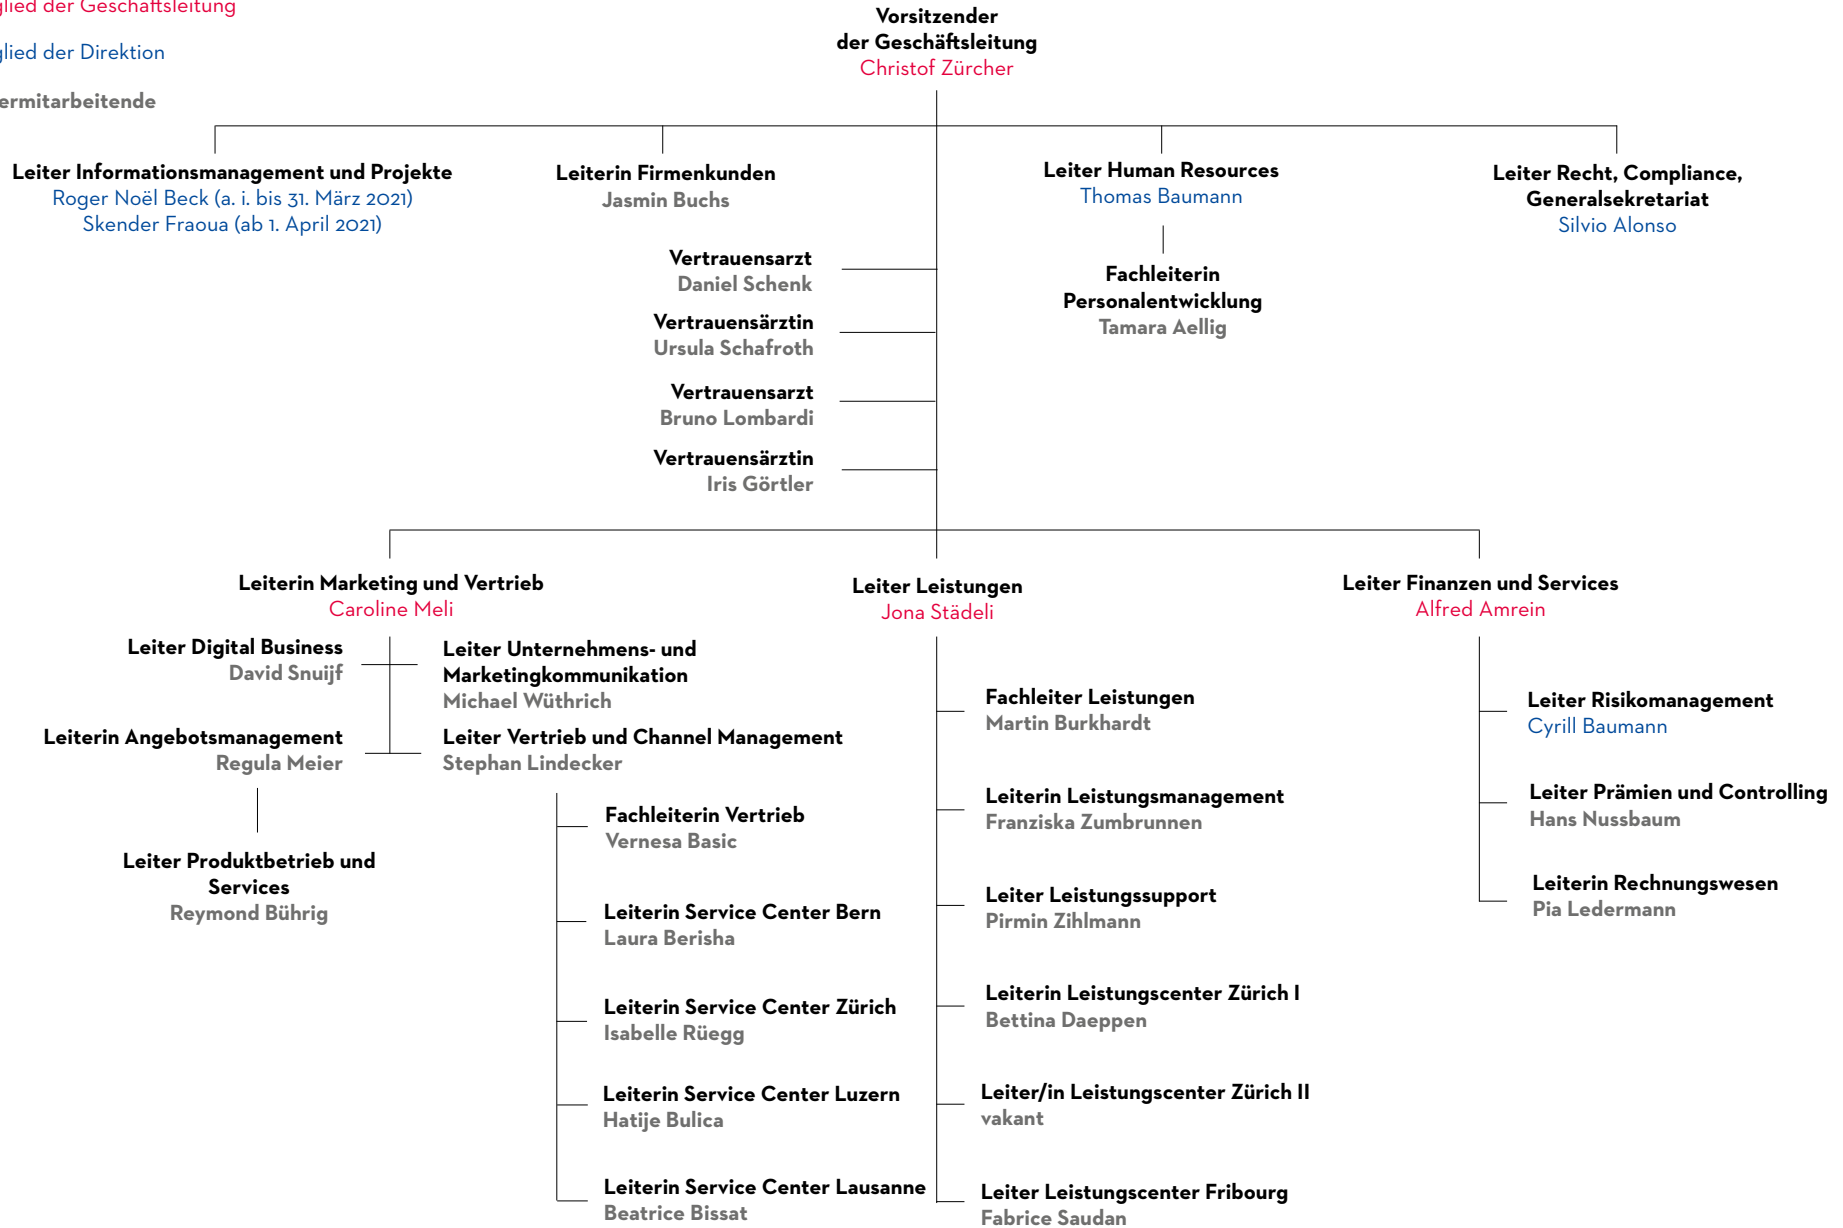 glied der Geschäftsleitung
glied der Direktion
ermitarbeitende
Vorsitzender
der Geschäftsleitung
Christof Zürcher
Leiter Informationsmanagement und Projekte
Roger Noël Beck (a. i. bis 31. März 2021)
Skender Fraoua (ab 1. April 2021)
Leiterin Firmenkunden
Jasmin Buchs
Leiter Human Resources
Thomas Baumann
Leiter Recht, Compliance,
Generalsekretariat
Silvio Alonso
Fachleiterin
Personalentwicklung
Tamara Aellig
Vertrauensarzt
Daniel Schenk
Vertrauensärztin
Ursula Schafroth
Vertrauensarzt
Bruno Lombardi
Vertrauensärztin
Iris Görtler
Leiterin Marketing und Vertrieb
Caroline Meli
Leiter Digital Business
David Snuijf
Leiter Unternehmens- und
Marketingkommunikation
Michael Wüthrich
Leiterin Angebotsmanagement
Regula Meier
Leiter Vertrieb und Channel Management
Stephan Lindecker
Leiter Produktbetrieb und
Services
Reymond Bührig
Fachleiterin Vertrieb
Vernesa Basic
Leiterin Service Center Bern
Laura Berisha
Leiterin Service Center Zürich
Isabelle Rüegg
Leiterin Service Center Luzern
Hatije Bulica
Leiterin Service Center Lausanne
Beatrice Bissat
Leiter Leistungen
Jona Städeli
Fachleiter Leistungen
Martin Burkhardt
Leiterin Leistungsmanagement
Franziska Zumbrunnen
Leiter Leistungssupport
Pirmin Zihlmann
Leiterin Leistungscenter Zürich I
Bettina Daeppen
Leiter/in Leistungscenter Zürich II
vakant
Leiter Leistungscenter Fribourg
Fabrice Saudan
Leiter Finanzen und Services
Alfred Amrein
Leiter Risikomanagement
Cyrill Baumann
Leiter Prämien und Controlling
Hans Nussbaum
Leiterin Rechnungswesen
Pia Ledermann